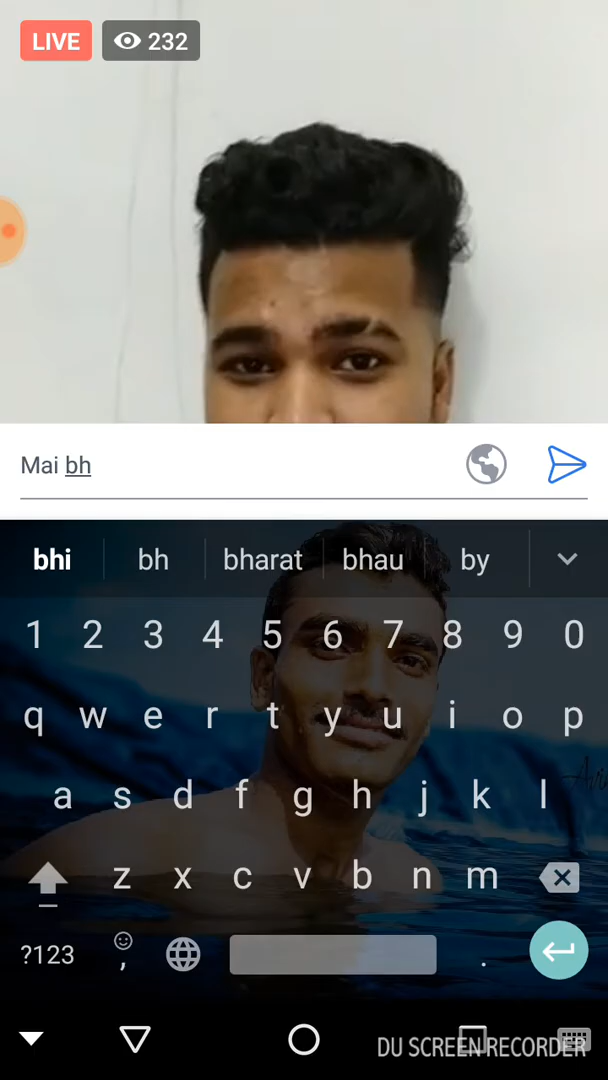 LIVE 232
Mai bh
bhi bh bharat bhau by
1 2 3 4 5 6 7 8 9 0
q w e r t y u i o p
a s d f g h j k l
z x c v b n m
?123 , .
DU SCREEN RECORDER